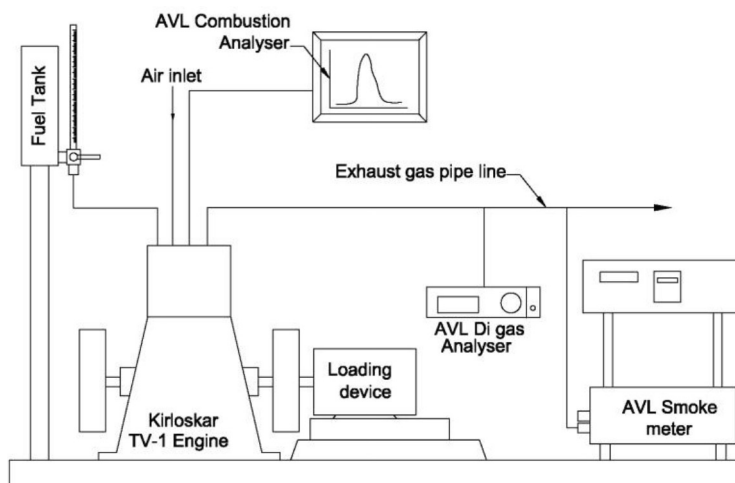 AVL Combustion
Analyser
Air inlet
Fuel Tank
Exhaust gas pipe line
AVL Di gas
Analyser
Loading
device
Kirloskar
TV-1 Engine
AVL Smoke
meter